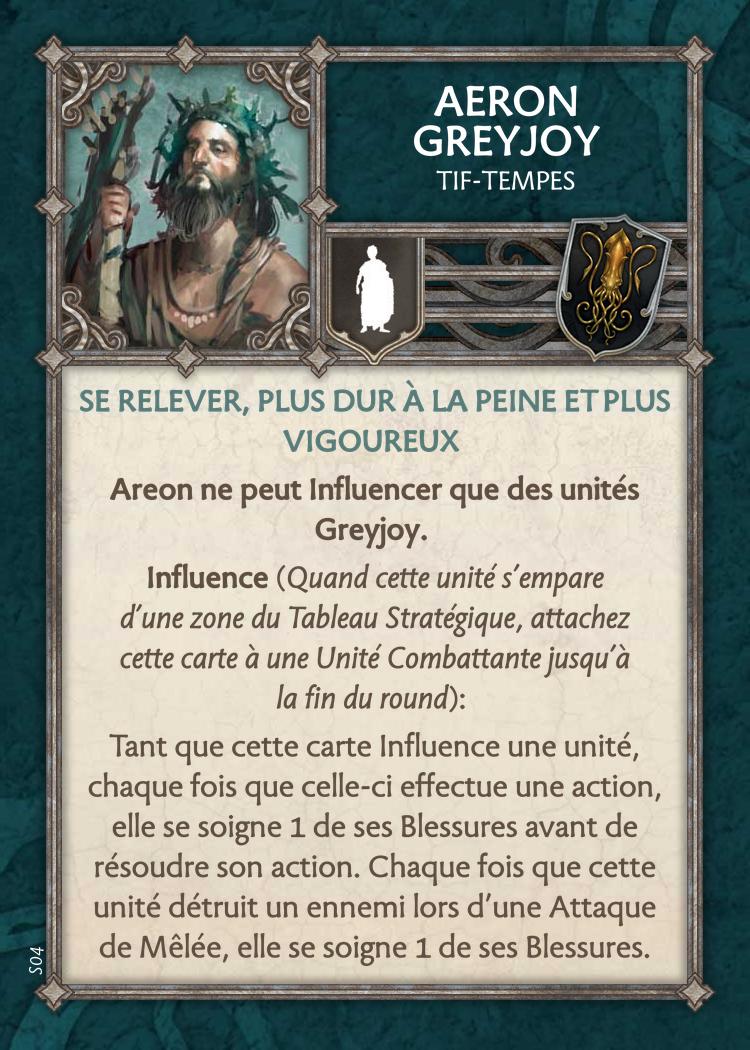 AERON
GREYJOY
TIF-TEMPES
SE RELEVER, PLUS DUR À LA PEINE ET PLUS
VIGOUREUX
Areon ne peut Influencer que des unités
Greyjoy.
Influence (Quand cette unité s'empare
d'une zone du Tableau Stratégique, attachez
cette carte à une Unité Combattante jusqu'à
la fin du round):
Tant que cette carte Influence une unité,
chaque fois que celle-ci effectue une action,
elle se soigne 1 de ses Blessures avant de
résoudre son action. Chaque fois que cette
unité détruit un ennemi lors d'une Attaque
de Mêlée, elle se soigne 1 de ses Blessures.
S04